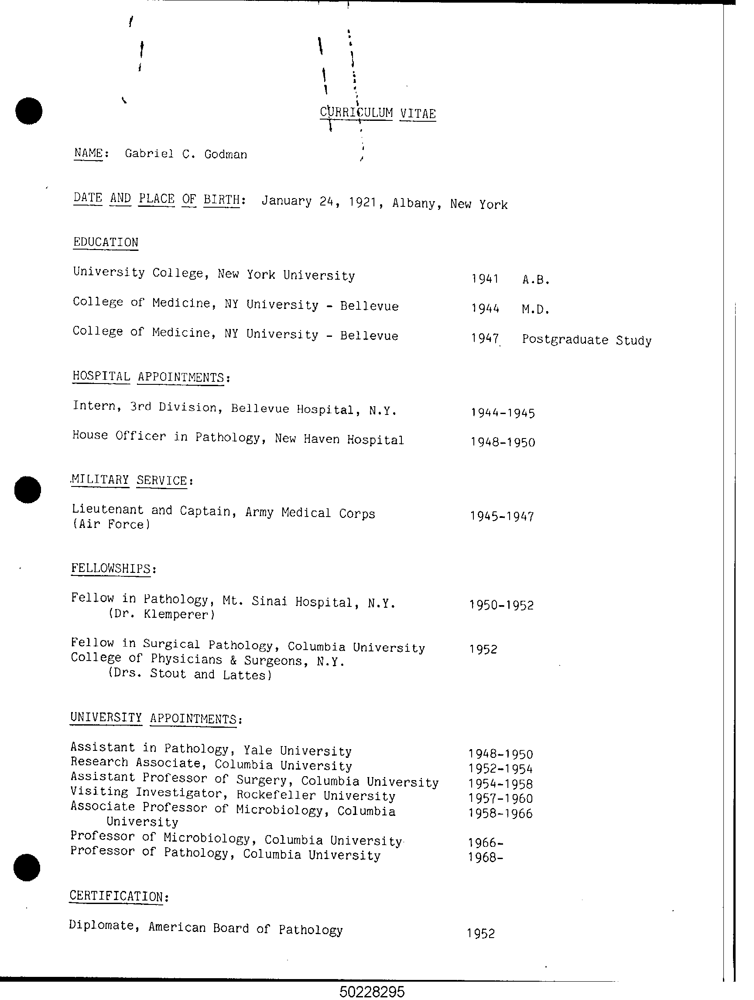 CURRICULUM VITAE
NAME: Gabriel C. Godman
DATE AND PLACE OF BIRTH: January 24, 1921, Albany, New York
EDUCATION
University College, New York University 1941 A.B.
College of Medicine, NY University - Bellevue 1944 M.D.
College of Medicine, NY University - Bellevue 1947 Postgraduate Study
HOSPITAL APPOINTMENTS:
Intern, 3rd Division, Bellevue Hospital, N.Y. 1944-1945
House Officer in Pathology, New Haven Hospital 1948-1950
MILITARY SERVICE:
Lieutenant and Captain, Army Medical Corps 1945-1947
(Air Force)
FELLOWSHIPS:
Fellow in Pathology, Mt. Sinai Hospital, N.Y. 1950-1952
(Dr. Klemperer)
Fellow in Surgical Pathology, Columbia University 1952
College of Physicians & Surgeons, N.Y.
(Drs. Stout and Lattes)
UNIVERSITY APPOINTMENTS:
Assistant in Pathology, Yale University 1948-1950
Research Associate, Columbia University 1952-1954
Assistant Professor of Surgery, Columbia University 1954-1958
Visiting Investigator, Rockefeller University 1957-1960
Associate Professor of Microbiology, Columbia 1958-1966
University
Professor of Microbiology, Columbia University 1966-
Professor of Pathology, Columbia University 1968-
CERTIFICATION:
Diplomate, American Board of Pathology 1952
50228295